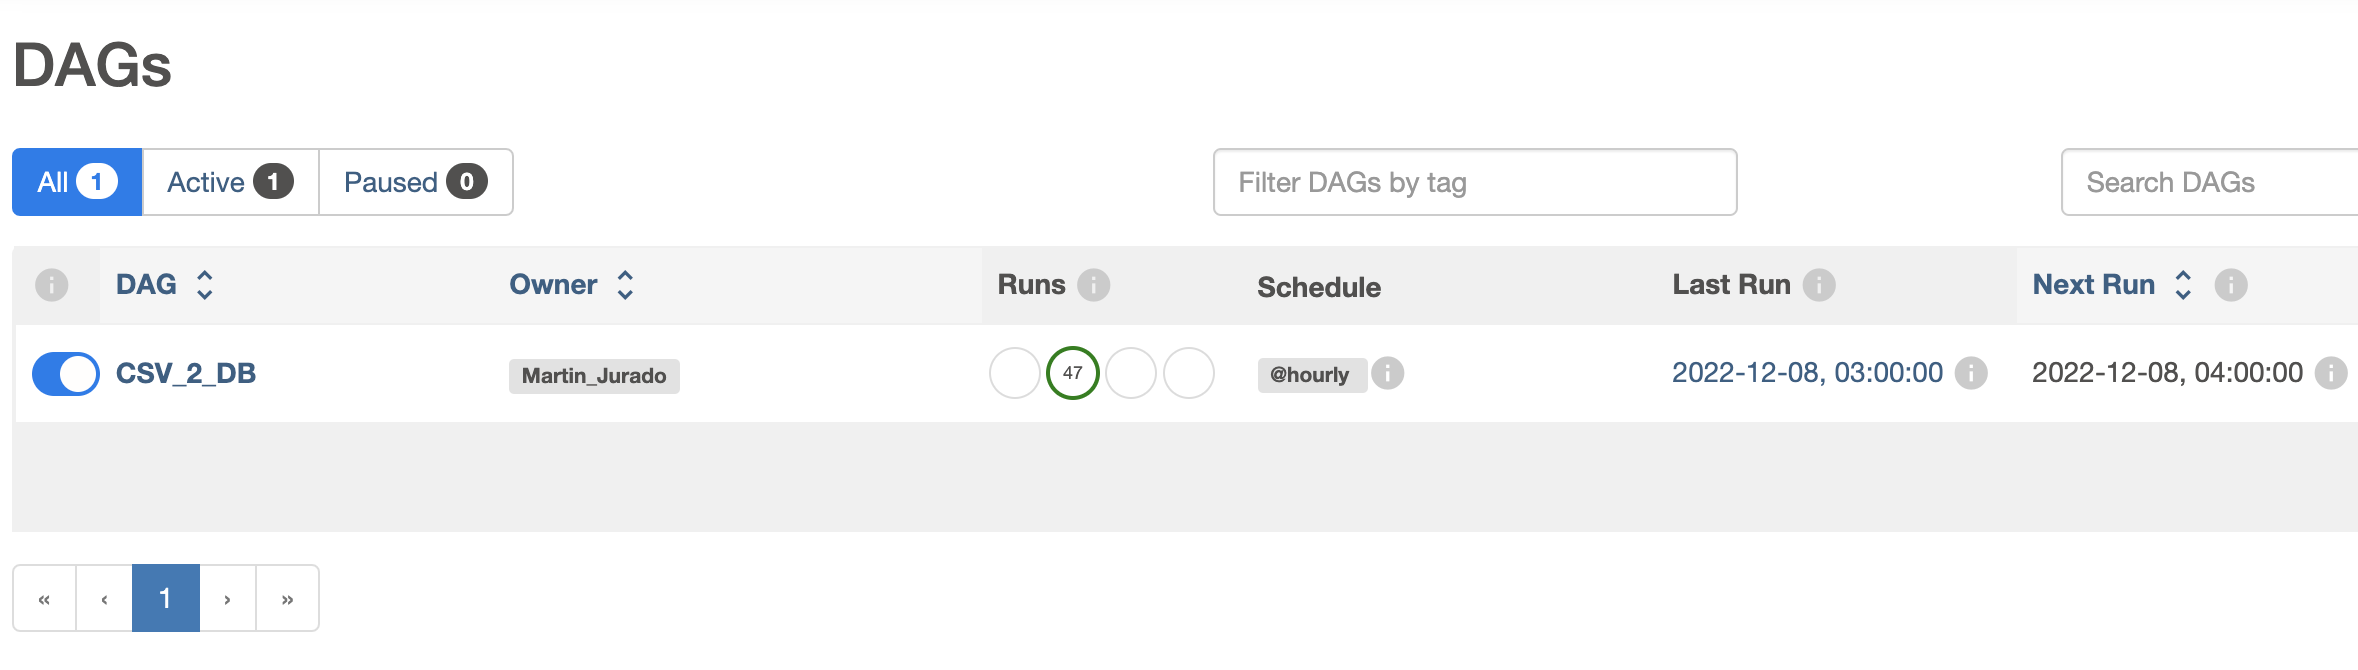 DAGs
All 1 Active 1 Paused 0 Filter DAGs by tag Search DAGs
i DAG Owner Runs i Schedule Last Run i Next Run i
CSV_2_DB Martin_Jurado 47 @hourly i 2022-12-08, 03:00:00 i 2022-12-08, 04:00:00 i
« ‹ 1 › »